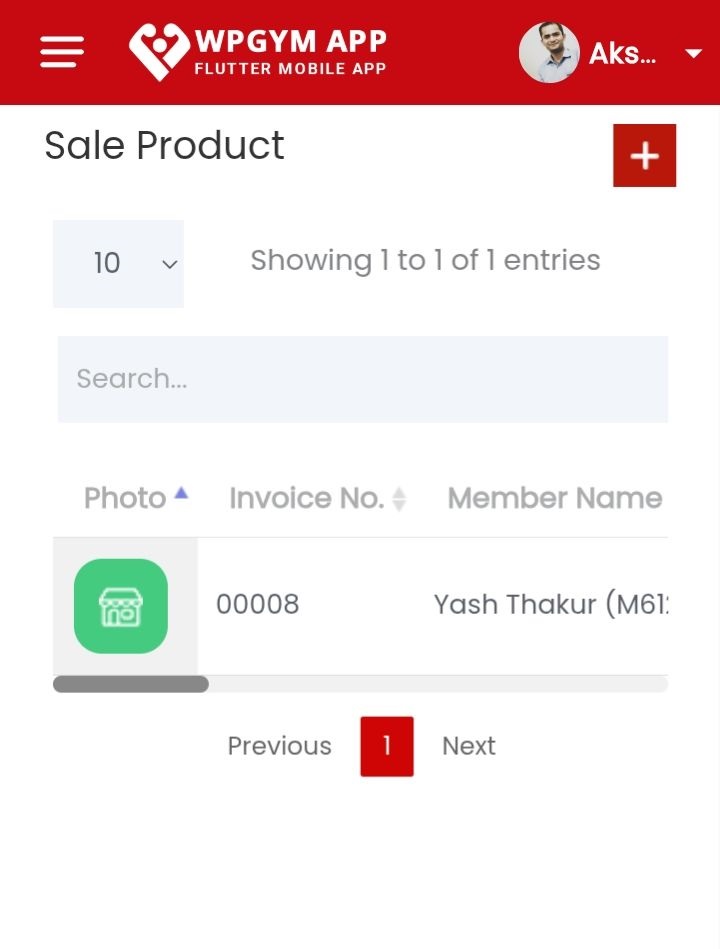 WPGYM APP
FLUTTER MOBILE APP
Aks...
Sale Product
+
10
Showing 1 to 1 of 1 entries
Search...
Photo Invoice No. Member Name
00008 Yash Thakur (M61
Previous 1 Next